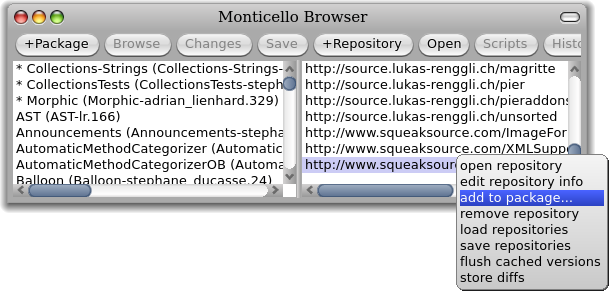 Monticello Browser
+Package Browse Changes Save +Repository Open Scripts
* Collections-Strings (Collections-Strings-
* CollectionsTests (CollectionsTests-steph
* Morphic (Morphic-adrian_lienhard.329)
AST (AST-lr.166)
Announcements (Announcements-stepha
AutomaticMethodCategorizer (Automatic
AutomaticMethodCategorizerOB (Automa
Balloon (Balloon-stephane_ducasse.24)
http://source.lukas-renggli.ch/magritte
http://source.lukas-renggli.ch/pier
http://source.lukas-renggli.ch/pieraddons
http://source.lukas-renggli.ch/unsorted
http://www.squeaksource.com/ImageFor
http://www.squeaksource.com/XMLSuppo
http://www.squeaksource
open repository
edit repository info
add to package...
remove repository
load repositories
save repositories
flush cached versions
store diffs